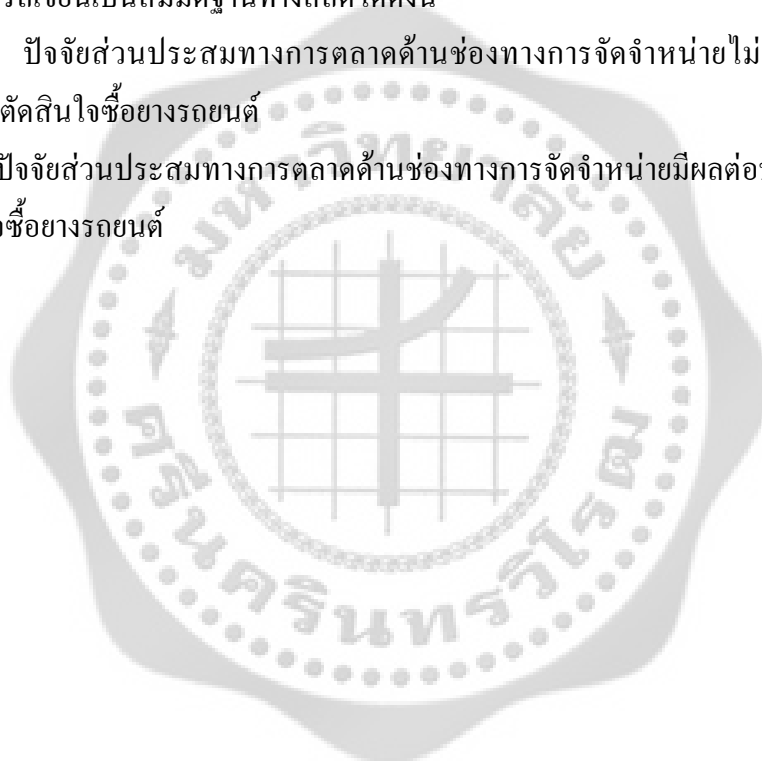 ปัจจัยส่วนประสมทางการตลาดด้านช่องทางการจัดจำหน่ายไม่
ตัดสินใจซื้อยางรถยนต์
ปัจจัยส่วนประสมทางการตลาดด้านช่องทางการจัดจำหน่ายมีผลต่อ
ซื้อยางรถยนต์
มหาวิทยาลัย
ศรีนครินทรวิโรฒ